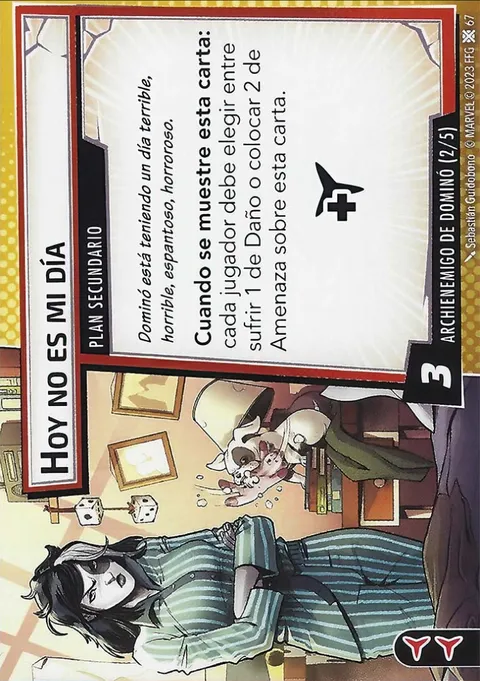 HOY NO ES MI DÍA
PLAN SECUNDARIO
Dominó está teniendo un día terrible,
horrible, espantoso, horroroso.
Cuando se muestre esta carta:
cada jugador debe elegir entre
sufrir 1 de Daño o colocar 2 de
Amenaza sobre esta carta.
3
ARCHIENEMIGO DE DOMINÓ (2/5)
Sebastián Guidobono © MARVEL © 2023 FFG 67